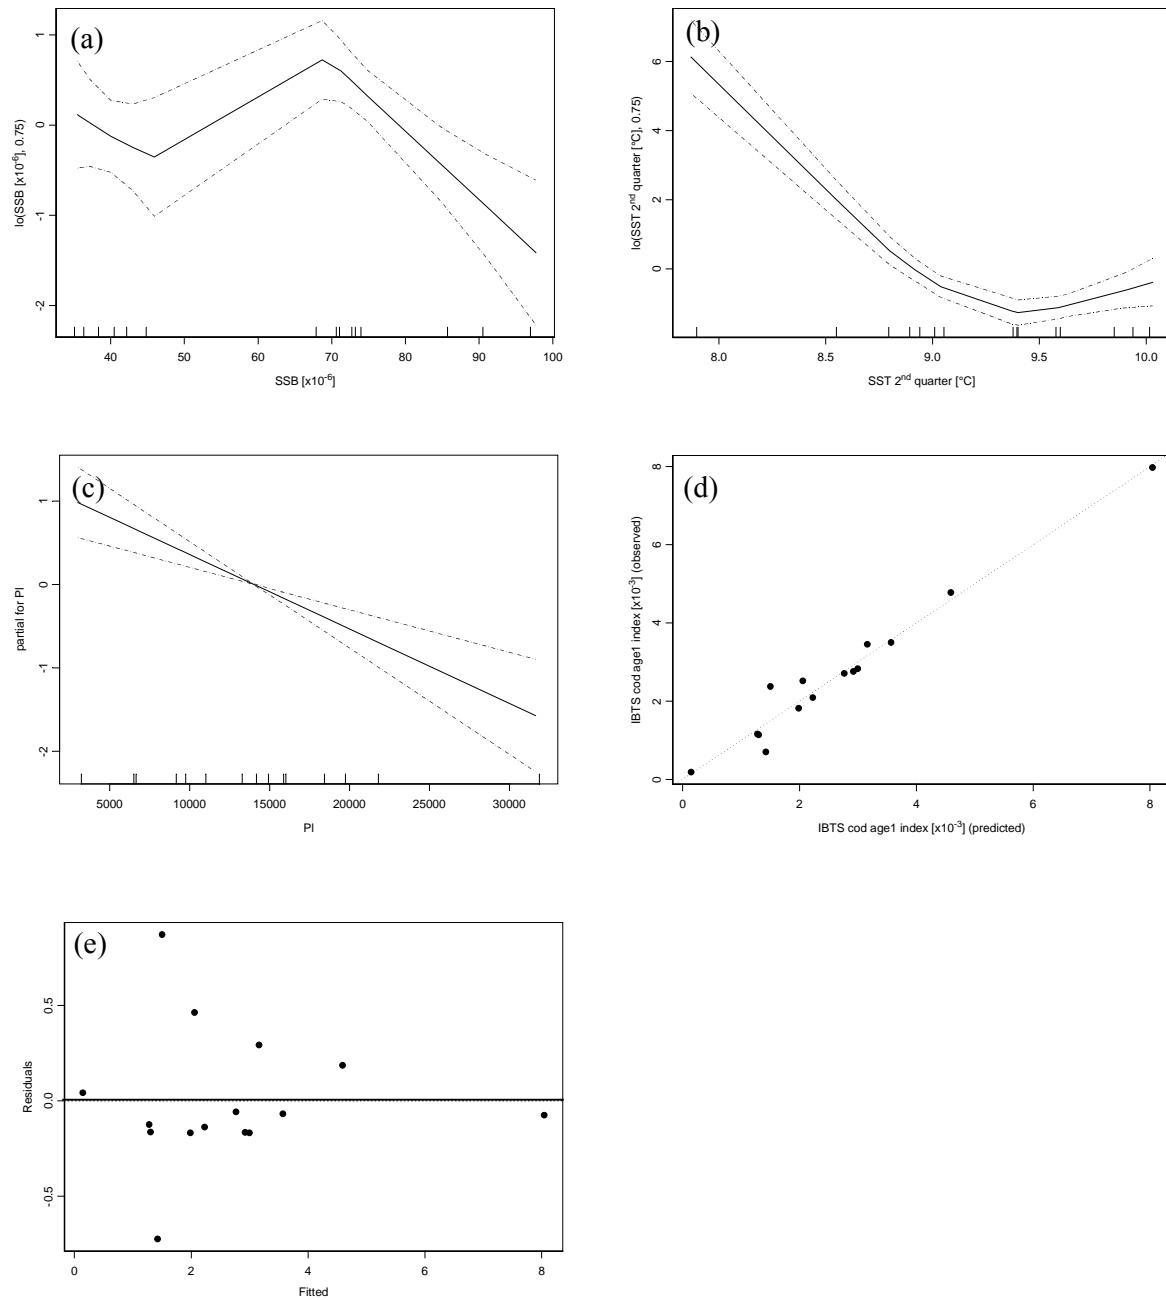 (a)
1
0
-1
-2
lo(SSB [x10⁻⁶], 0.75)
40 50 60 70 80 90 100
SSB [x10⁻⁶]
(b)
6
4
2
0
lo(SST 2ⁿᵈ quarter [°C], 0.75)
8.0 8.5 9.0 9.5 10.0
SST 2ⁿᵈ quarter [°C]
(c)
1
0
-1
-2
partial for PI
5000 10000 15000 20000 25000 30000
PI
(d)
8
6
4
2
0
IBTS cod age1 index [x10⁻³] (observed)
0 2 4 6 8
IBTS cod age1 index [x10⁻³] (predicted)
(e)
0.5
0.0
-0.5
Residuals
0 2 4 6 8
Fitted